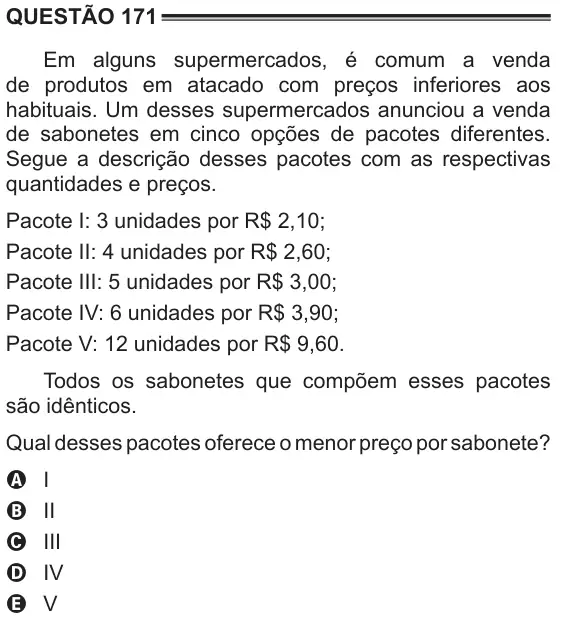 QUESTÃO 171
Em alguns supermercados, é comum a venda
de produtos em atacado com preços inferiores aos
habituais. Um desses supermercados anunciou a venda
de sabonetes em cinco opções de pacotes diferentes.
Segue a descrição desses pacotes com as respectivas
quantidades e preços.
Pacote I: 3 unidades por R$ 2,10;
Pacote II: 4 unidades por R$ 2,60;
Pacote III: 5 unidades por R$ 3,00;
Pacote IV: 6 unidades por R$ 3,90;
Pacote V: 12 unidades por R$ 9,60.
Todos os sabonetes que compõem esses pacotes
são idênticos.
Qual desses pacotes oferece o menor preço por sabonete?
A I
B II
C III
D IV
E V